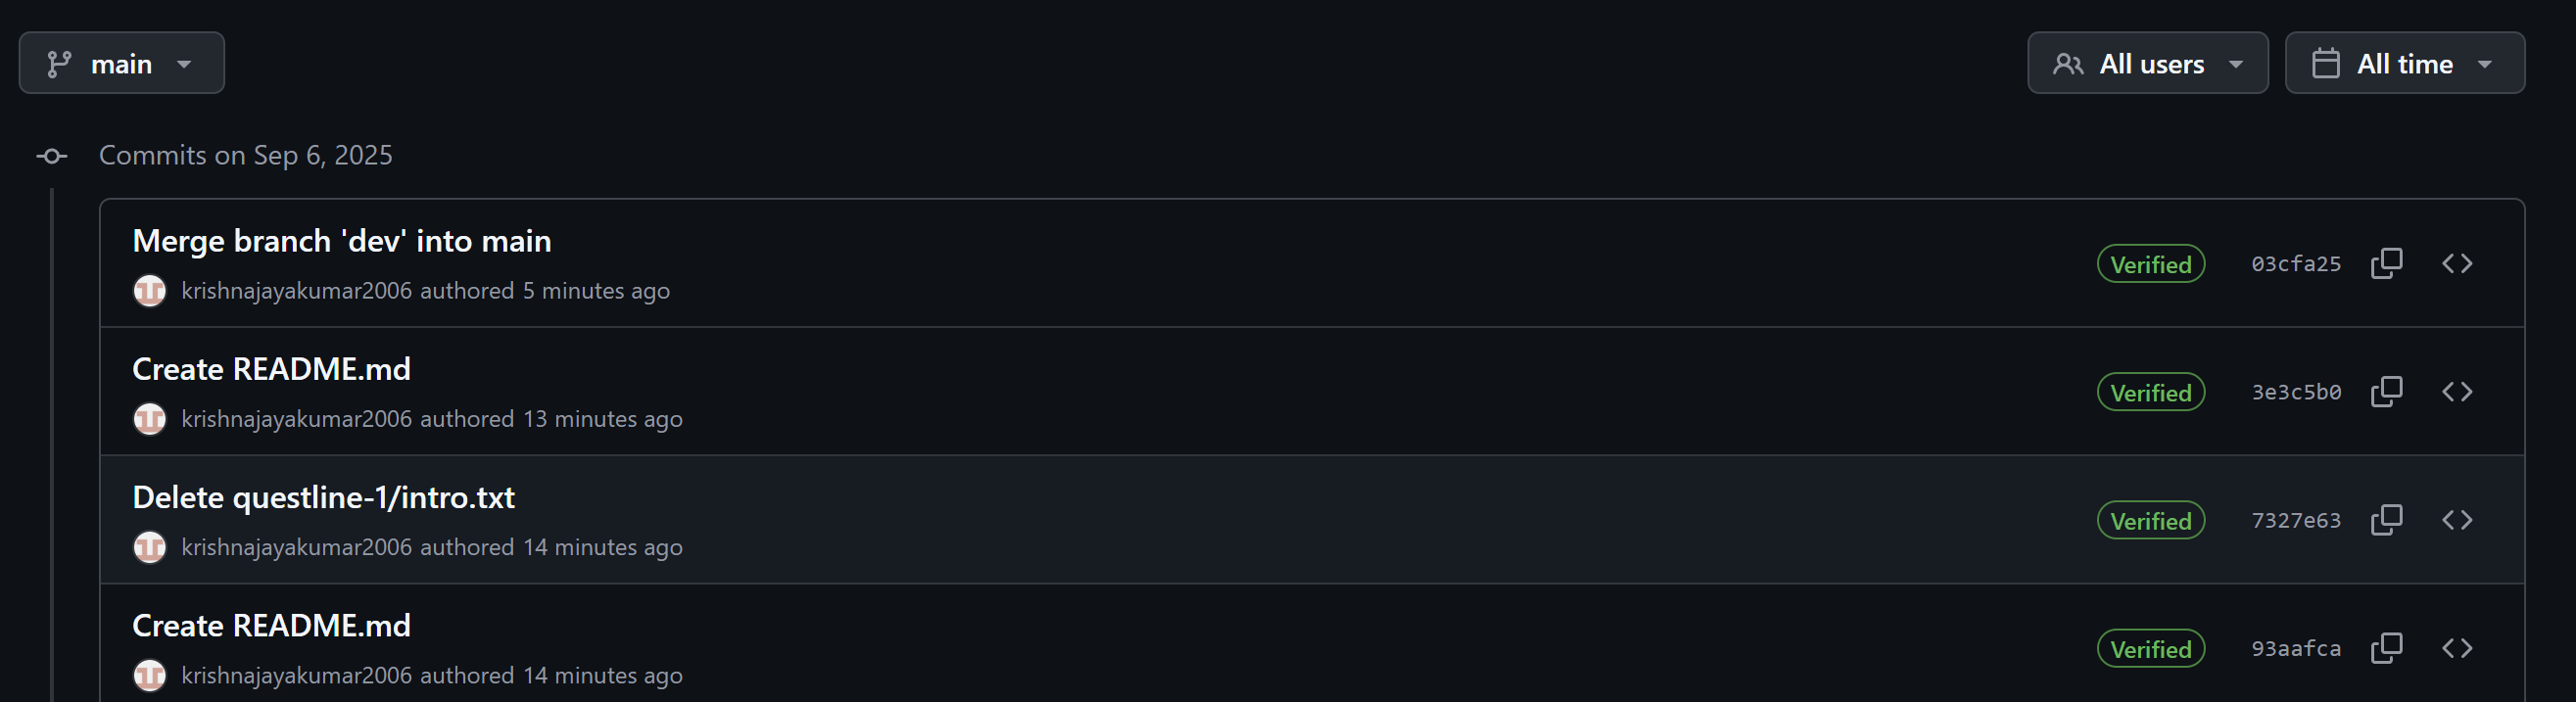 main
All users
All time
Commits on Sep 6, 2025
Merge branch 'dev' into main
krishnajayakumar2006 authored 5 minutes ago
Verified
03cfa25
Create README.md
krishnajayakumar2006 authored 13 minutes ago
Verified
3e3c5b0
Delete questline-1/intro.txt
krishnajayakumar2006 authored 14 minutes ago
Verified
7327e63
Create README.md
krishnajayakumar2006 authored 14 minutes ago
Verified
93aafca